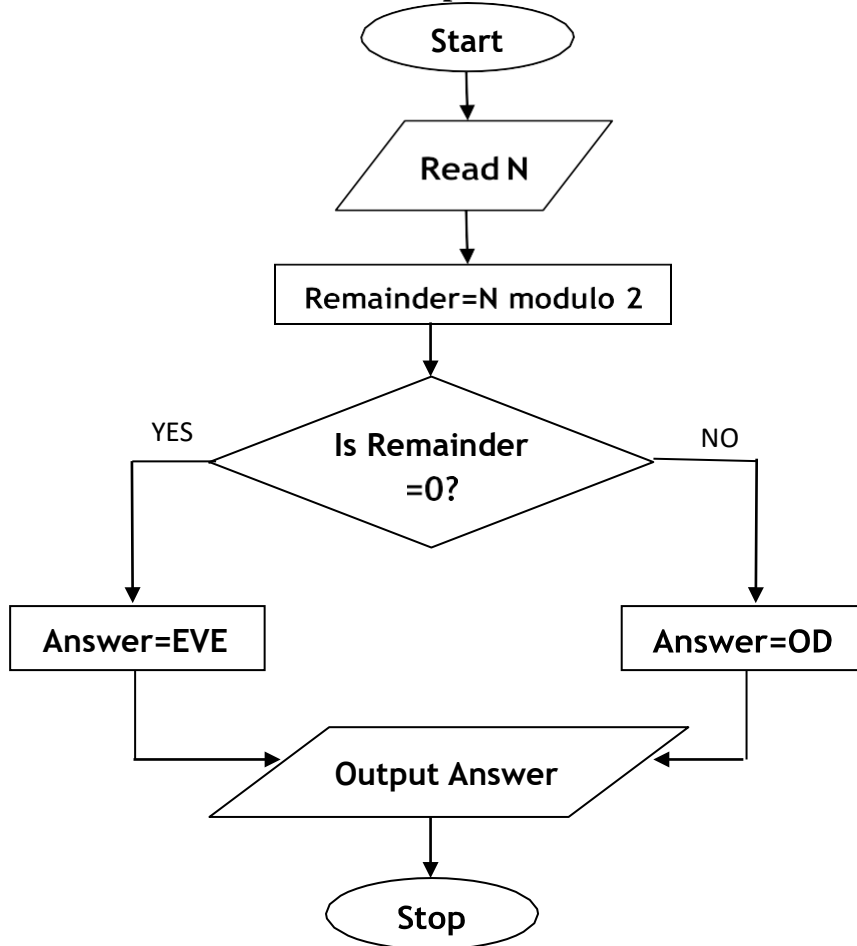 Start
Read N
Remainder=N modulo 2
YES
Is Remainder
=0?
NO
Answer=EVE
Answer=OD
Output Answer
Stop